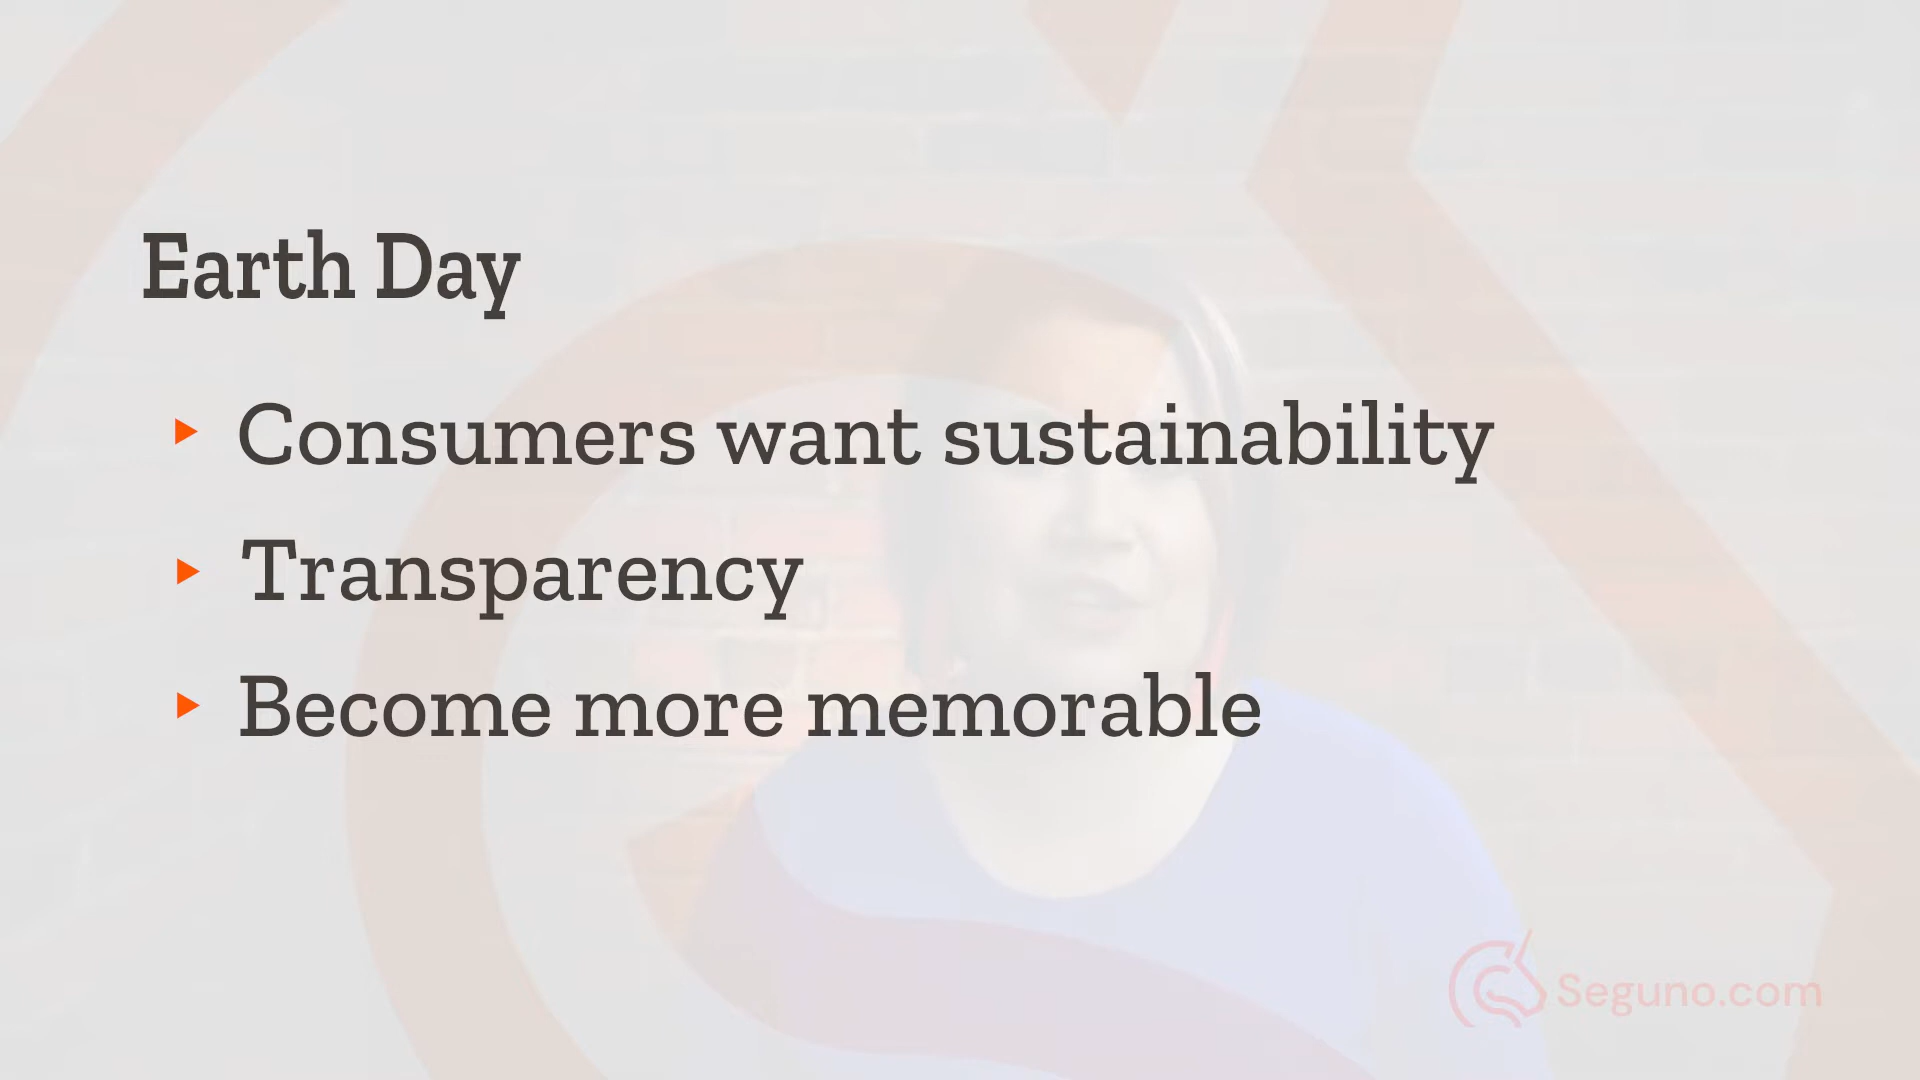 Earth Day
Consumers want sustainability
Transparency
Become more memorable
Seguno.com